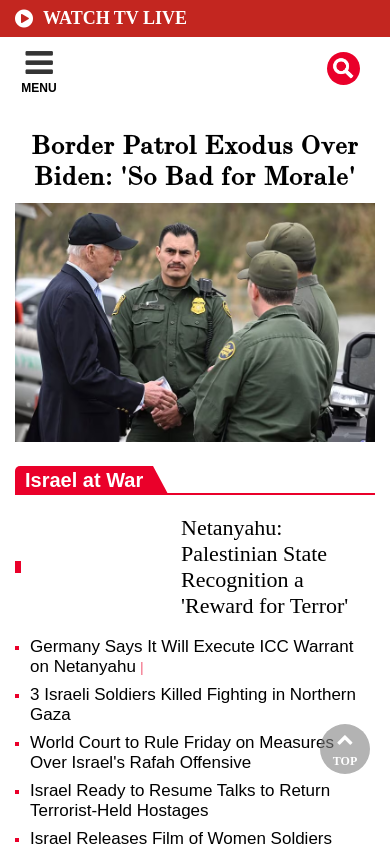 WATCH TV LIVE
MENU
Border Patrol Exodus Over
Biden: 'So Bad for Morale'
Israel at War
Netanyahu:
Palestinian State
Recognition a
'Reward for Terror'
Germany Says It Will Execute ICC Warrant
on Netanyahu |
3 Israeli Soldiers Killed Fighting in Northern
Gaza
World Court to Rule Friday on Measures
Over Israel's Rafah Offensive
TOP
Israel Ready to Resume Talks to Return
Terrorist-Held Hostages
Israel Releases Film of Women Soldiers